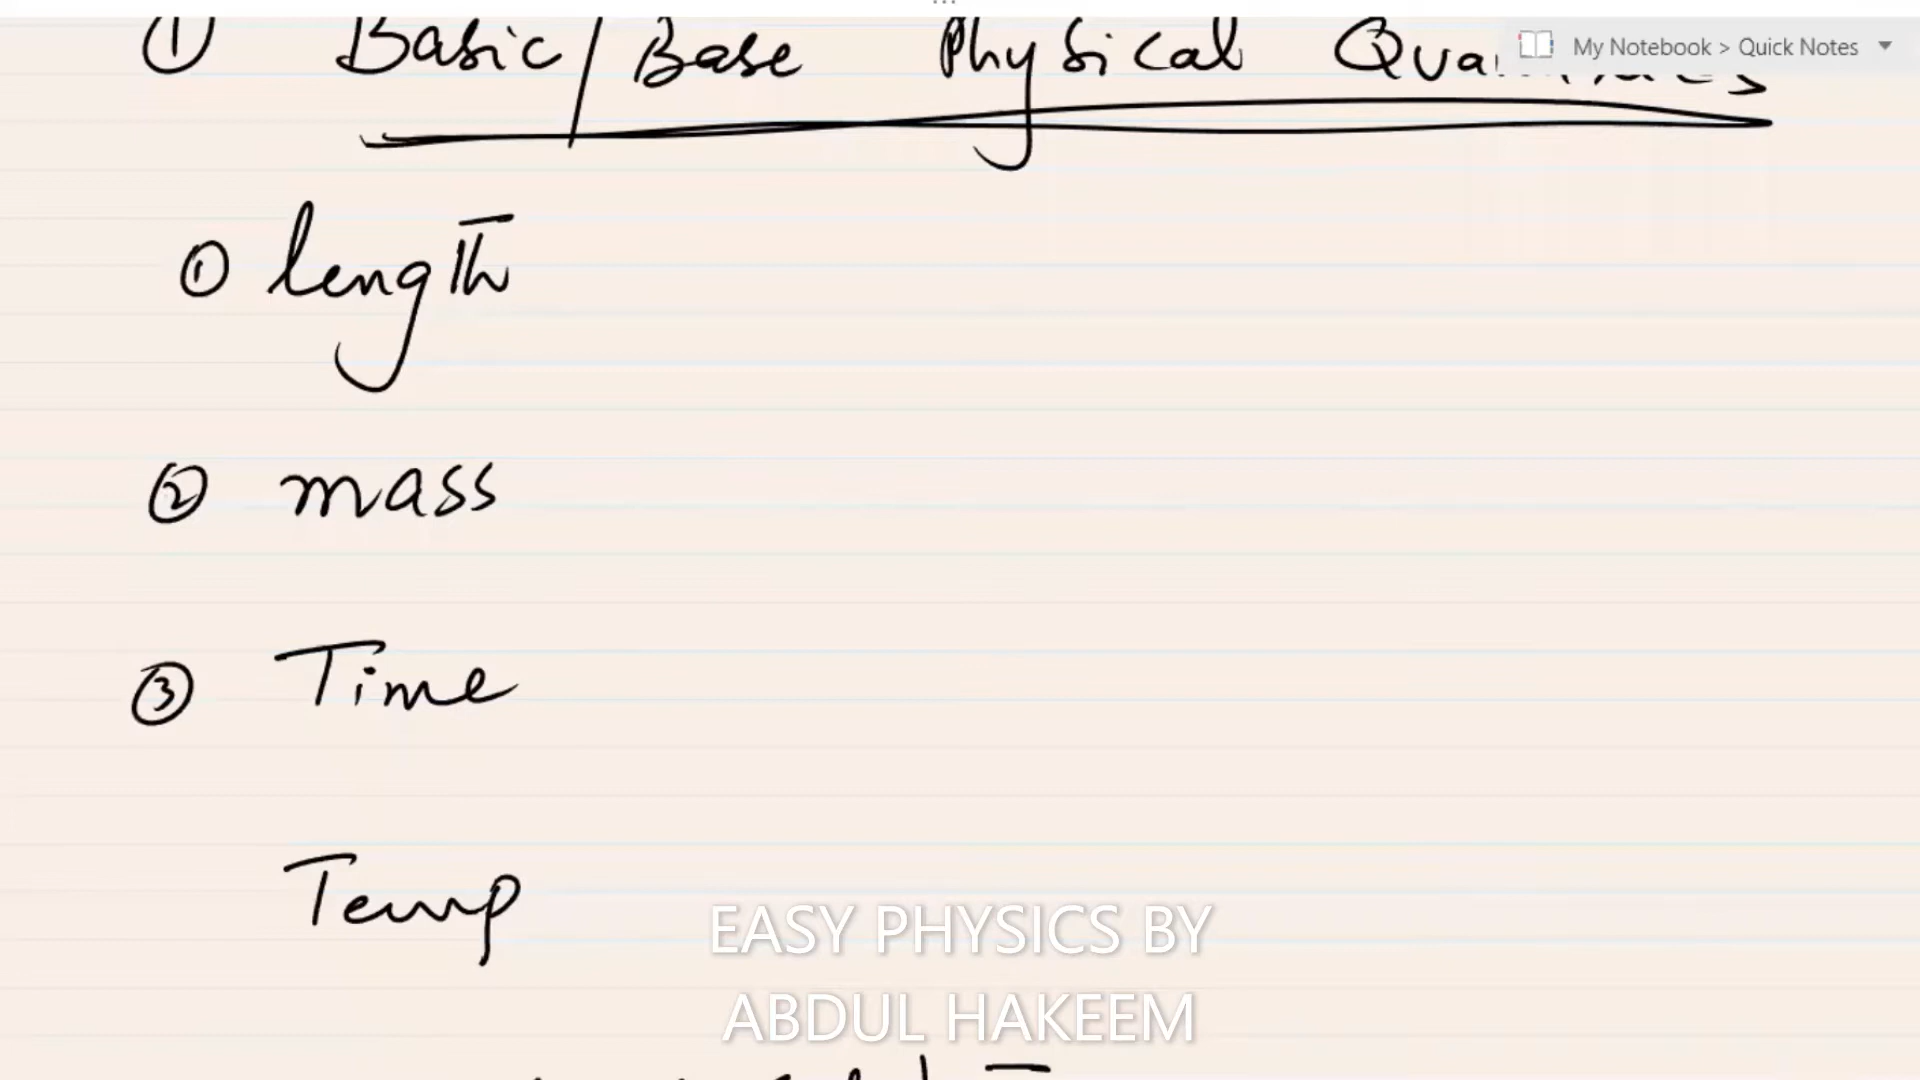 ① Basic/Base Physical
My Notebook > Quick Notes
① length
② mass
③ Time
Temp
EASY PHYSICS BY
ABDUL HAKEEM